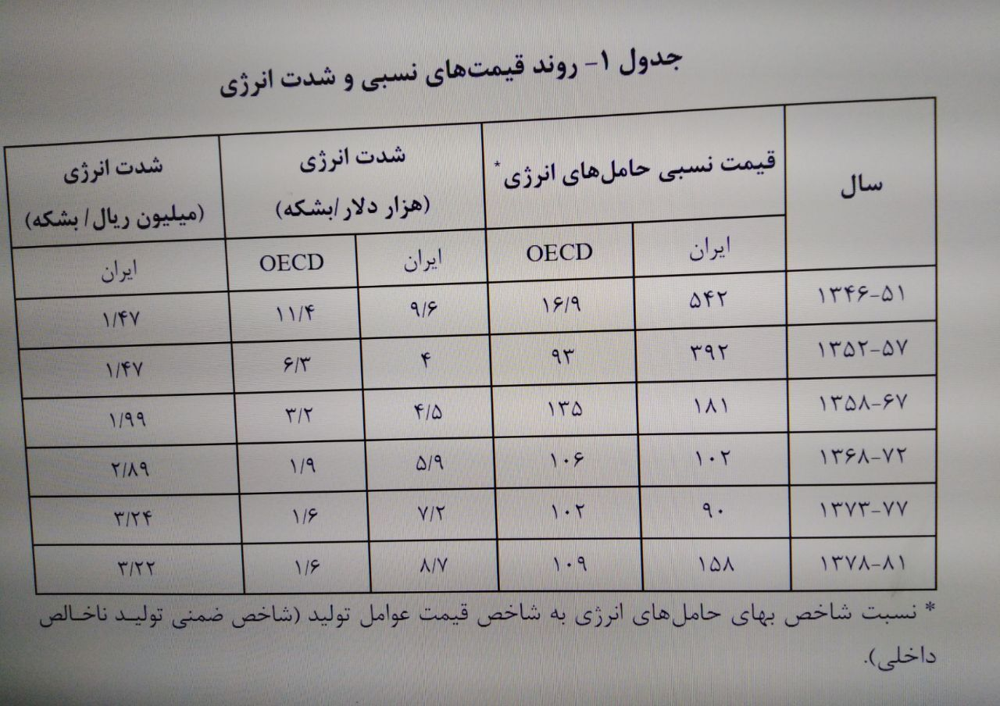 جدول ۱- روند قیمت‌های نسبی و شدت انرژی
سال قیمت نسبی حامل‌های انرژی* شدت انرژی (هزار دلار/بشکه) شدت انرژی (میلیون ریال/ بشکه)
ایران OECD ایران OECD ایران
۱۳۴۶-۵۱ ۵۴۲ ۱۶/۹ ۹/۶ ۱۱/۴ ۱/۴۷
۱۳۵۲-۵۷ ۳۹۲ ۹۳ ۴ ۶/۳ ۱/۴۷
۱۳۵۸-۶۷ ۱۸۱ ۱۳۵ ۴/۵ ۳/۲ ۱/۹۹
۱۳۶۸-۷۲ ۱۰۲ ۱۰۶ ۵/۹ ۱/۹ ۲/۸۹
۱۳۷۳-۷۷ ۹۰ ۱۰۲ ۷/۲ ۱/۶ ۳/۲۴
۱۳۷۸-۸۱ ۱۵۸ ۱۰۹ ۸/۷ ۱/۶ ۳/۲۲
* نسبت شاخص بهای حامل‌های انرژی به شاخص قیمت عوامل تولید (شاخص ضمنی تولیـد ناخـالص
داخلی).